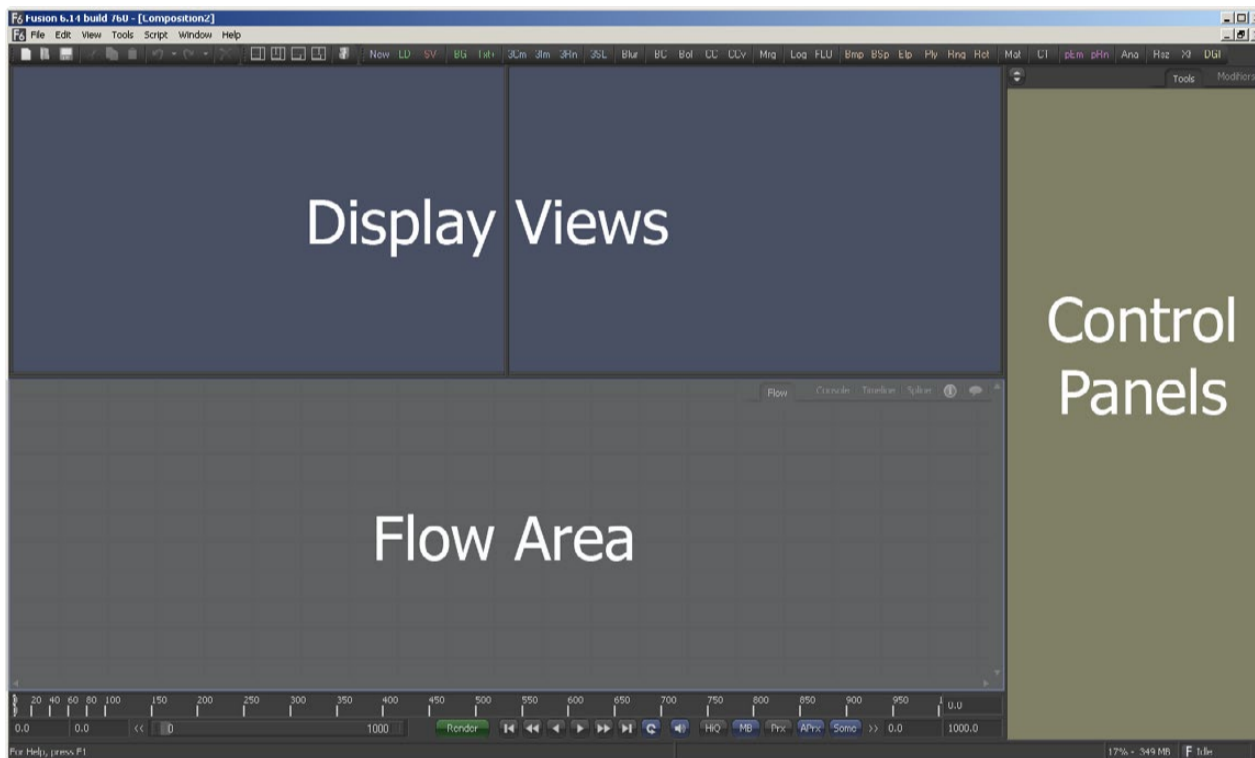 Fusion 6.14 build 760 - [Composition2]
File Edit View Tools Script Window Help
New LD SV BG Txt+ 3Cm 3Im 3Rn 3SL Blur BC Bol CC CCv Mrg Log FLU Bmp BSp Elp Ply Rng Rct Mat CT pEm pRn Ana Rsz Xf DGI
Tools Modifiers
Display Views
Control
Panels
Flow Console Timeline Spline
Flow Area
0 20 40 60 80 100 150 200 250 300 350 400 450 500 550 600 650 700 750 800 850 900 950 0.0
0.0 0.0 << 0 1000 Render HiQ MB Prx APrx Some >> 0.0 1000.0
For Help, press F1
17% - 349 MB F Idle